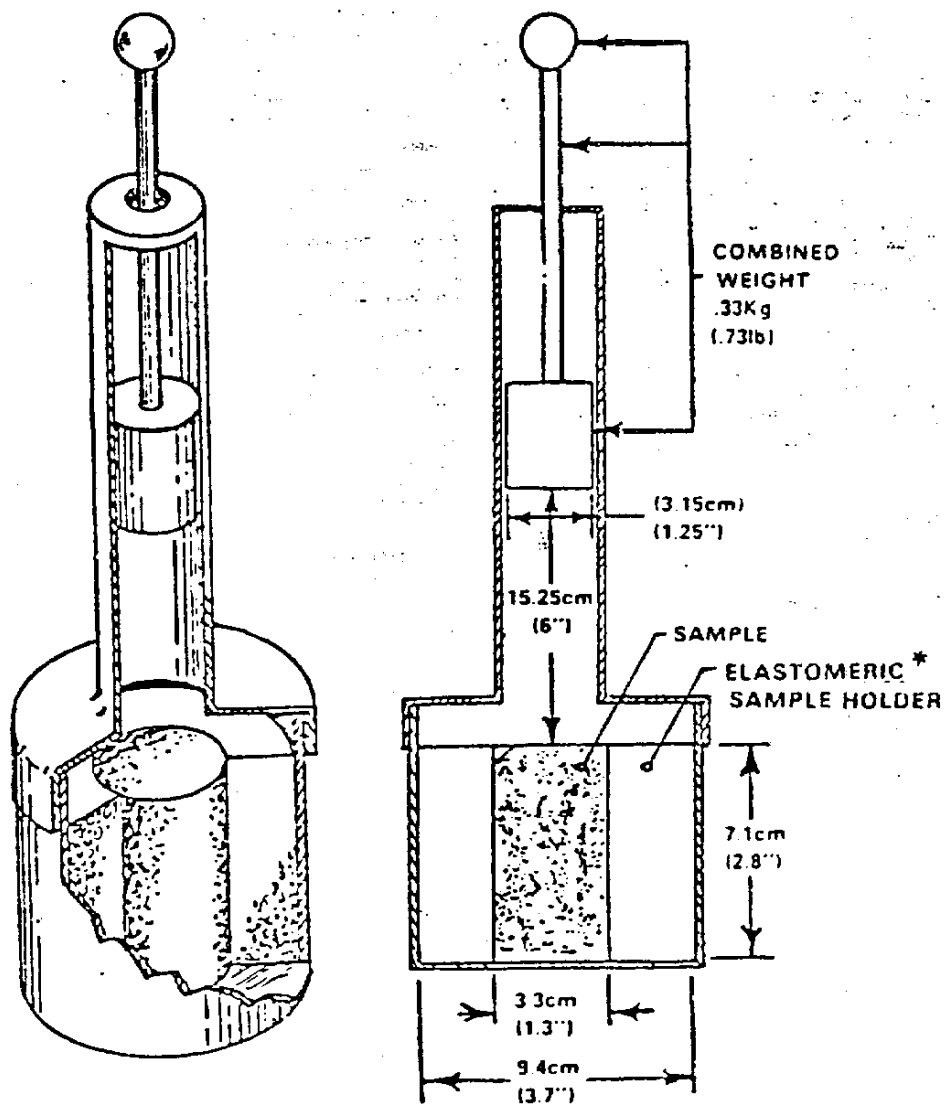 COMBINED
WEIGHT
.33Kg
(.73lb)
(3.15cm)
(1.25")
15.25cm
(6")
SAMPLE
ELASTOMERIC*
SAMPLE HOLDER
7.1cm
(2.8")
3.3cm
(1.3")
9.4cm
(3.7")